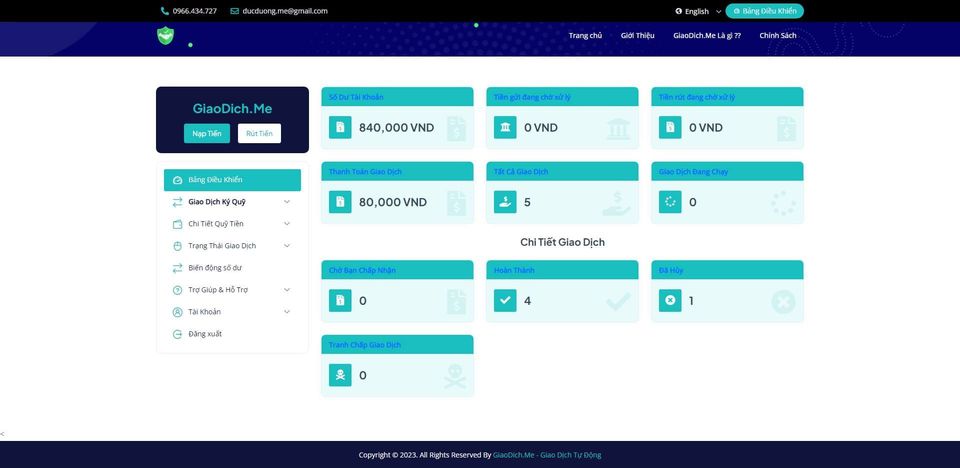 0966.434.727 ducduong.me@gmail.com English Bảng Điều Khiển
Trang chủ Giới Thiệu GiaoDich.Me Là gì ?? Chính Sách
GiaoDich.Me
Nạp Tiền Rút Tiền
Bảng Điều Khiển
Giao Dịch Ký Quỹ
Chi Tiết Quỹ Tiền
Trạng Thái Giao Dịch
Biến động số dư
Trợ Giúp & Hỗ Trợ
Tài Khoản
Đăng xuất
Số Dư Tài Khoản
840,000 VND
Tiền gửi đang chờ xử lý
0 VND
Tiền rút đang chờ xử lý
0 VND
Thanh Toán Giao Dịch
80,000 VND
Tất Cả Giao Dịch
5
Giao Dịch Đang Chạy
0
Chi Tiết Giao Dịch
Chờ Bạn Chấp Nhận
0
Hoàn Thành
4
Đã Hủy
1
Tranh Chấp Giao Dịch
0
<
Copyright © 2023. All Rights Reserved By GiaoDich.Me - Giao Dịch Tự Động